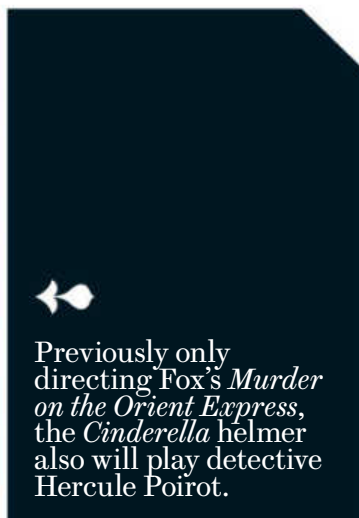 Previously only
directing Fox's Murder
on the Orient Express,
the Cinderella helmer
also will play detective
Hercule Poirot.